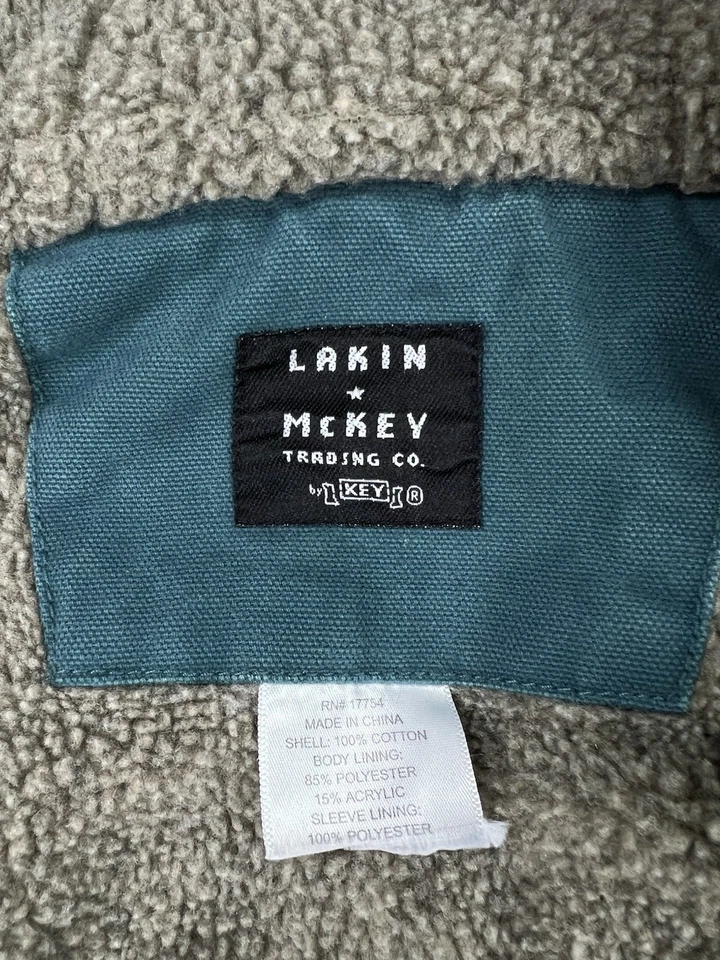 LAKIN
McKEY
TRADING CO.
by KEY ®
RN# 17754
MADE IN CHINA
SHELL: 100% COTTON
BODY LINING:
85% POLYESTER
15% ACRYLIC
SLEEVE LINING:
100% POLYESTER